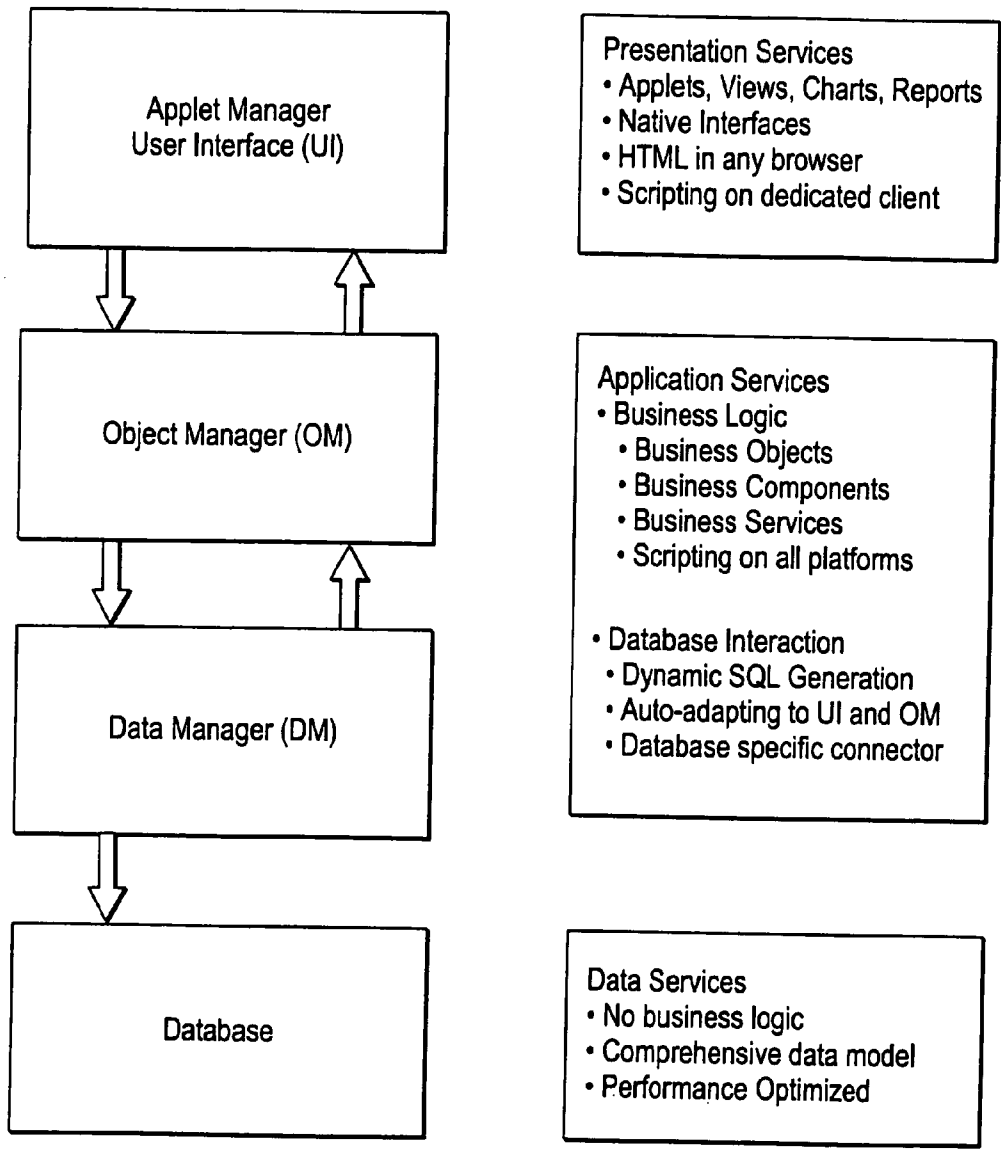 Applet Manager
User Interface (UI)
Presentation Services
• Applets, Views, Charts, Reports
• Native Interfaces
• HTML in any browser
• Scripting on dedicated client
Object Manager (OM)
Application Services
• Business Logic
• Business Objects
• Business Components
• Business Services
• Scripting on all platforms
• Database Interaction
• Dynamic SQL Generation
• Auto-adapting to UI and OM
• Database specific connector
Data Manager (DM)
Database
Data Services
• No business logic
• Comprehensive data model
• Performance Optimized